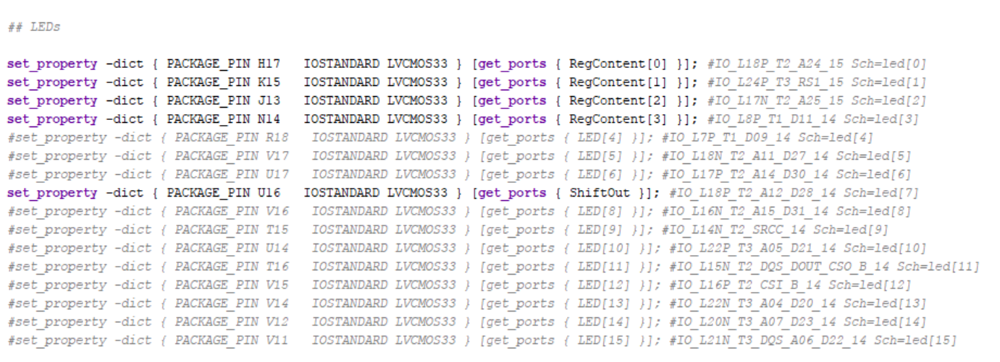 ## LEDs
set_property -dict { PACKAGE_PIN H17 IOSTANDARD LVCMOS33 } [get_ports { RegContent[0] }]; #IO_L18P_T2_A24_15 Sch=led[0]
set_property -dict { PACKAGE_PIN K15 IOSTANDARD LVCMOS33 } [get_ports { RegContent[1] }]; #IO_L24P_T3_RS1_15 Sch=led[1]
set_property -dict { PACKAGE_PIN J13 IOSTANDARD LVCMOS33 } [get_ports { RegContent[2] }]; #IO_L17N_T2_A25_15 Sch=led[2]
set_property -dict { PACKAGE_PIN N14 IOSTANDARD LVCMOS33 } [get_ports { RegContent[3] }]; #IO_L8P_T1_D11_14 Sch=led[3]
#set_property -dict { PACKAGE_PIN R18 IOSTANDARD LVCMOS33 } [get_ports { LED[4] }]; #IO_L7P_T1_D09_14 Sch=led[4]
#set_property -dict { PACKAGE_PIN V17 IOSTANDARD LVCMOS33 } [get_ports { LED[5] }]; #IO_L18N_T2_A11_D27_14 Sch=led[5]
#set_property -dict { PACKAGE_PIN U17 IOSTANDARD LVCMOS33 } [get_ports { LED[6] }]; #IO_L17P_T2_A14_D30_14 Sch=led[6]
set_property -dict { PACKAGE_PIN U16 IOSTANDARD LVCMOS33 } [get_ports { ShiftOut }]; #IO_L18P_T2_A12_D28_14 Sch=led[7]
#set_property -dict { PACKAGE_PIN V16 IOSTANDARD LVCMOS33 } [get_ports { LED[8] }]; #IO_L16N_T2_A15_D31_14 Sch=led[8]
#set_property -dict { PACKAGE_PIN T15 IOSTANDARD LVCMOS33 } [get_ports { LED[9] }]; #IO_L14N_T2_SRCC_14 Sch=led[9]
#set_property -dict { PACKAGE_PIN U14 IOSTANDARD LVCMOS33 } [get_ports { LED[10] }]; #IO_L22P_T3_A05_D21_14 Sch=led[10]
#set_property -dict { PACKAGE_PIN T16 IOSTANDARD LVCMOS33 } [get_ports { LED[11] }]; #IO_L15N_T2_DQS_DOUT_CSO_B_14 Sch=led[11]
#set_property -dict { PACKAGE_PIN V15 IOSTANDARD LVCMOS33 } [get_ports { LED[12] }]; #IO_L16P_T2_CSI_B_14 Sch=led[12]
#set_property -dict { PACKAGE_PIN V14 IOSTANDARD LVCMOS33 } [get_ports { LED[13] }]; #IO_L22N_T3_A04_D20_14 Sch=led[13]
#set_property -dict { PACKAGE_PIN V12 IOSTANDARD LVCMOS33 } [get_ports { LED[14] }]; #IO_L20N_T3_A07_D23_14 Sch=led[14]
#set_property -dict { PACKAGE_PIN V11 IOSTANDARD LVCMOS33 } [get_ports { LED[15] }]; #IO_L21N_T3_DQS_A06_D22_14 Sch=led[15]